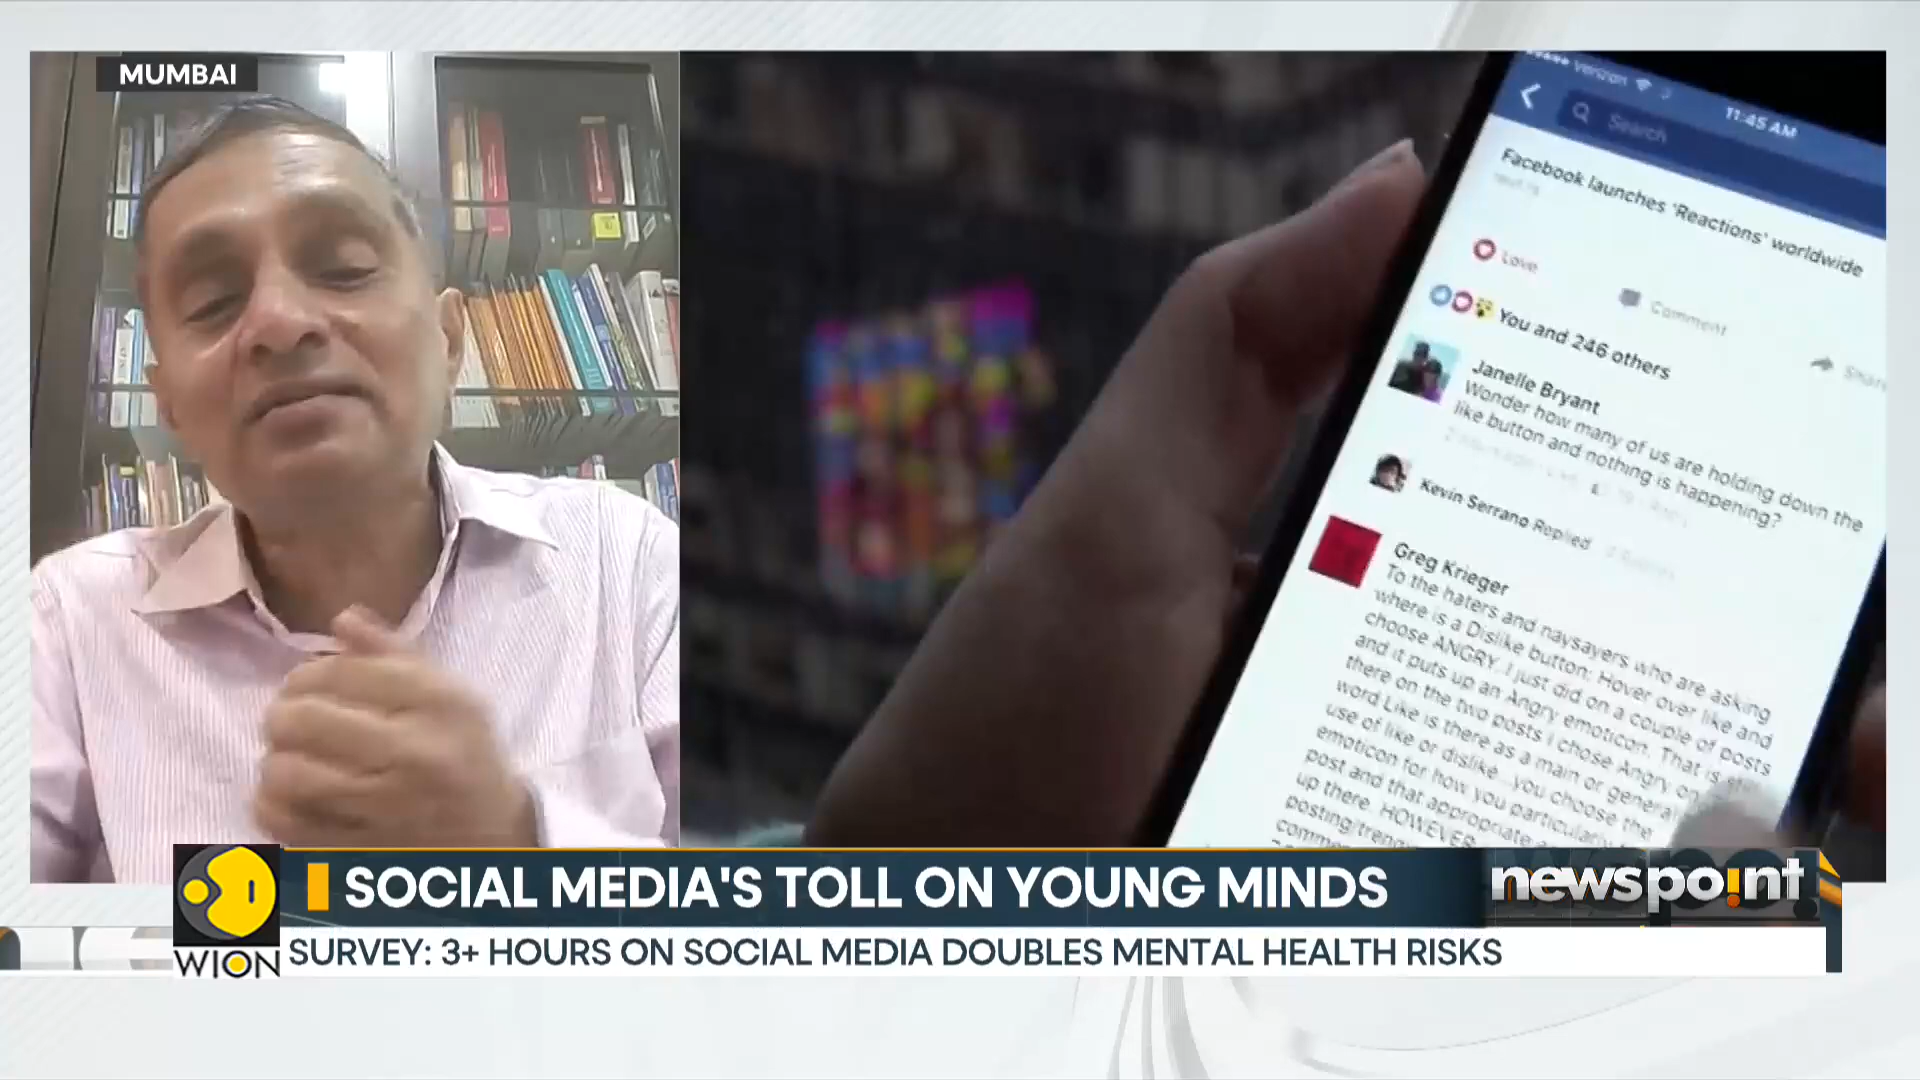 MUMBAI
Verizon
11:45 AM
Search
Facebook launches 'Reactions' worldwide
Love
Comment
Share
You and 246 others
Janelle Bryant
Wonder how many of us are holding down the
like button and nothing is happening?
Kevin Serrano Replied
Greg Krieger
To the haters and naysayers who are asking
where is a Dislike button: Hover over like and
choose ANGRY. I just did on a couple of posts
and it puts up an Angry emoticon. That is
there on the two posts I chose Angry on
word Like is there as a main or general
use of like or dislike...you choose the
emoticon for how you particularly
post and that appropriate
up there. HOWEVER
SOCIAL MEDIA'S TOLL ON YOUNG MINDS
newspo!nt
SURVEY: 3+ HOURS ON SOCIAL MEDIA DOUBLES MENTAL HEALTH RISKS
WION